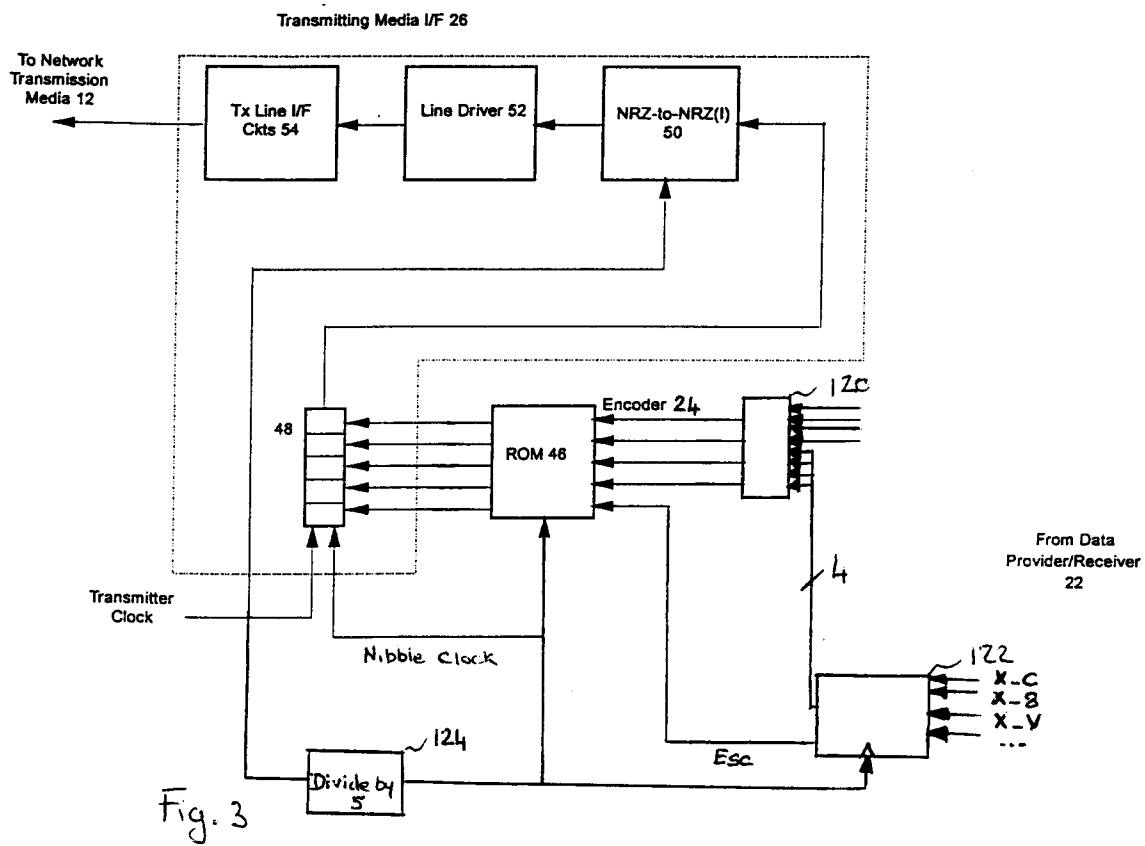 Transmitting Media I/F 26
To Network
Transmission
Media 12
Tx Line I/F
Ckts 54
Line Driver 52
NRZ-to-NRZ(I)
50
120
Encoder 24
48
ROM 46
From Data
Provider/Receiver
22
4
Transmitter
Clock
Nibble Clock
122
X_C
X_8
X_V
...
Esc
124
Divide by
5
Fig. 3